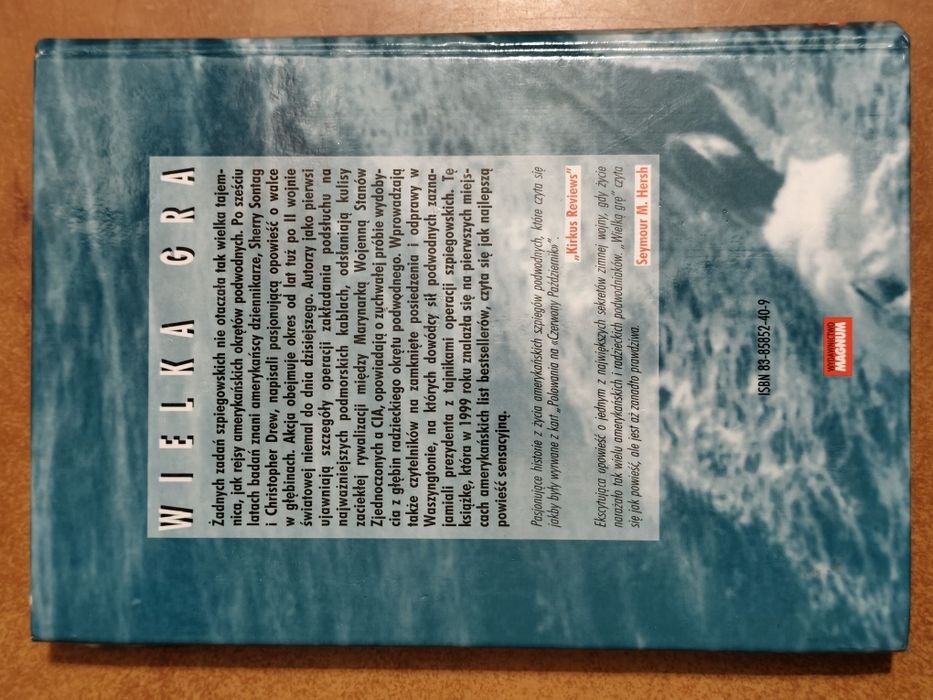 WIELKA GRA
Żadnych zadań szpiegowskich nie otaczała tak wielka tajem-
nica, jak rejsy amerykańskich okrętów podwodnych. Po sześciu
latach badań znani amerykańscy dziennikarze, Sherry Sontag
i Christopher Drew, napisali pasjonującą opowieść o walce
w głębinach. Akcja obejmuje okres od lat tuż po II wojnie
światowej niemal do dnia dzisiejszego. Autorzy jako pierwsi
ujawniają szczegóły operacji zakładania podsłuchu na
najważniejszych podmorskich kablach, odsłaniają kulisy
zaciekłej rywalizacji między Marynarką Wojenną Stanów
Zjednoczonych a CIA, opowiadają o zuchwałej próbie wydoby-
cia z głębin radzieckiego okrętu podwodnego. Wprowadzają
także czytelników na zamknięte posiedzenia i odprawy w
Waszyngtonie, na których dowódcy sił podwodnych zazna-
jamiali prezydenta z tajnikami operacji szpiegowskich. Tę
książkę, która w 1999 roku znalazła się na pierwszych miejs-
cach amerykańskich list bestsellerów, czyta się jak najlepszą
powieść sensacyjną.
Pasjonujące historie z życia amerykańskich szpiegów podwodnych, które czyta się
jakby były wyrwane z kart „Polowania na «Czerwony Październik»".
„Kirkus Reviews"
Ekscytująca opowieść o jednym z największych sekretów zimnej wojny, gdy życie
narażało tak wielu amerykańskich i radzieckich podwodniaków. „Wielką grę" czyta
się jak powieść, ale jest aż zanadto prawdziwa.
Seymour M. Hersh
ISBN 83-85852-40-9
WYDAWNICTWO
MAGNUM